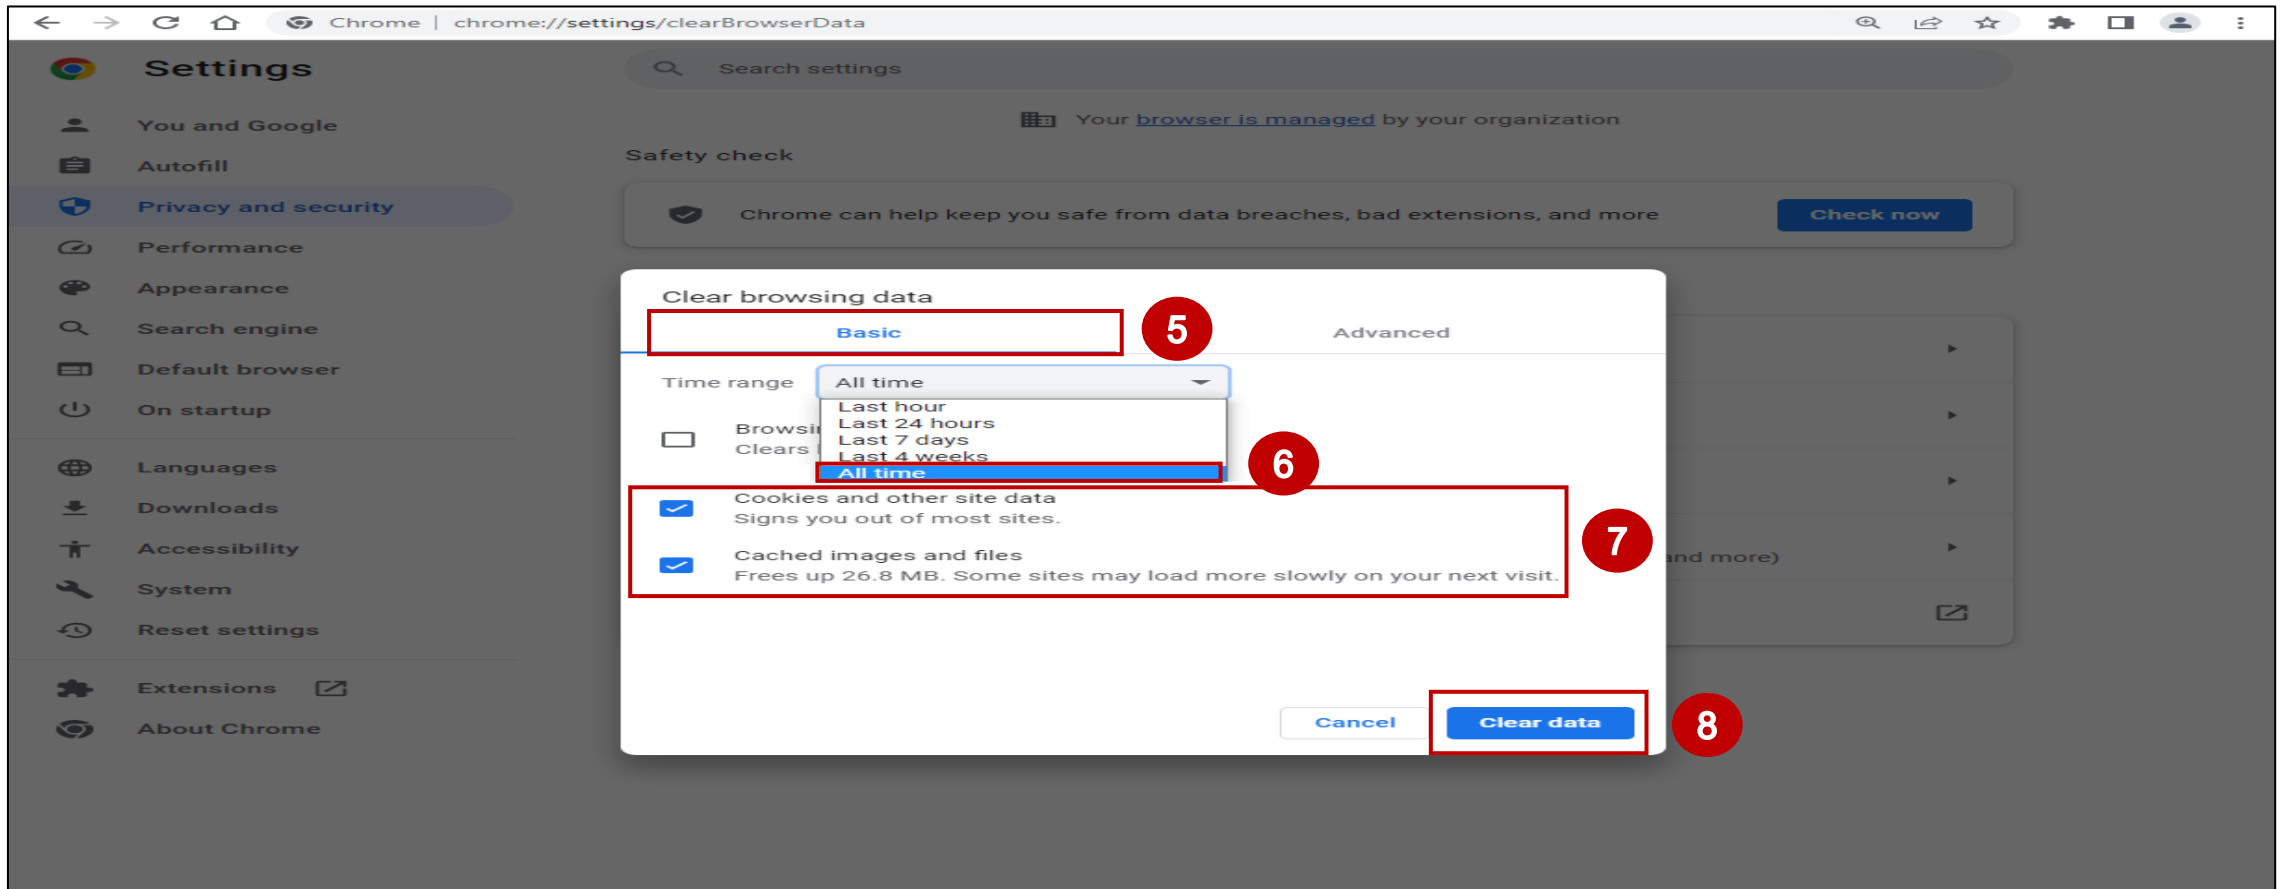 Chrome | chrome://settings/clearBrowserData
Settings
Search settings
You and Google
Autofill
Privacy and security
Performance
Appearance
Search engine
Default browser
On startup
Languages
Downloads
Accessibility
System
Reset settings
Extensions
About Chrome
Your browser is managed by your organization
Safety check
Chrome can help keep you safe from data breaches, bad extensions, and more
Check now
Clear browsing data
Basic
5
Advanced
Time range
All time
Last hour
Last 24 hours
Last 7 days
Last 4 weeks
All time
6
Clears
Cookies and other site data
Signs you out of most sites.
Cached images and files
Frees up 26.8 MB. Some sites may load more slowly on your next visit.
7
and more)
Cancel
Clear data
8